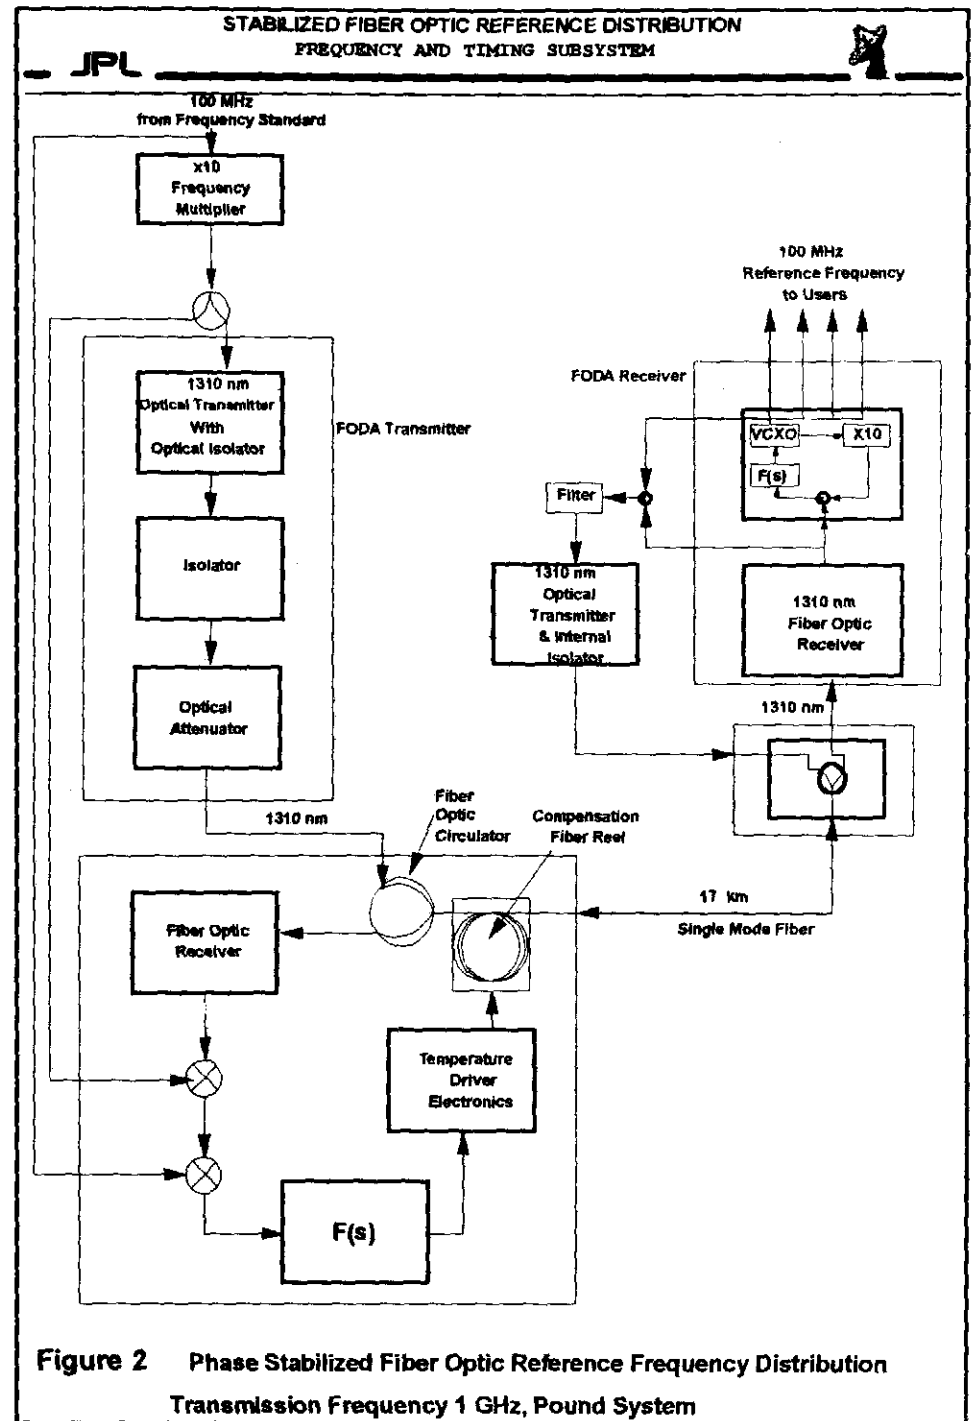 STABILIZED FIBER OPTIC REFERENCE DISTRIBUTION
FREQUENCY AND TIMING SUBSYSTEM
JPL
100 MHz
from Frequency Standard
x10
Frequency
Multiplier
100 MHz
Reference Frequency
to Users
FODA Receiver
1310 nm
Optical Transmitter
With
Optical Isolator
FODA Transmitter
VCXO
X10
F(s)
Filter
Isolator
1310 nm
Optical
Transmitter
& Internal
Isolator
1310 nm
Fiber Optic
Receiver
Optical
Attenuator
1310 nm
1310 nm
Fiber
Optic
Circulator
Compensation
Fiber Reel
17 km
Single Mode Fiber
Fiber Optic
Receiver
Temperature
Driver
Electronics
F(s)
Figure 2 Phase Stabilized Fiber Optic Reference Frequency Distribution
Transmission Frequency 1 GHz, Pound System